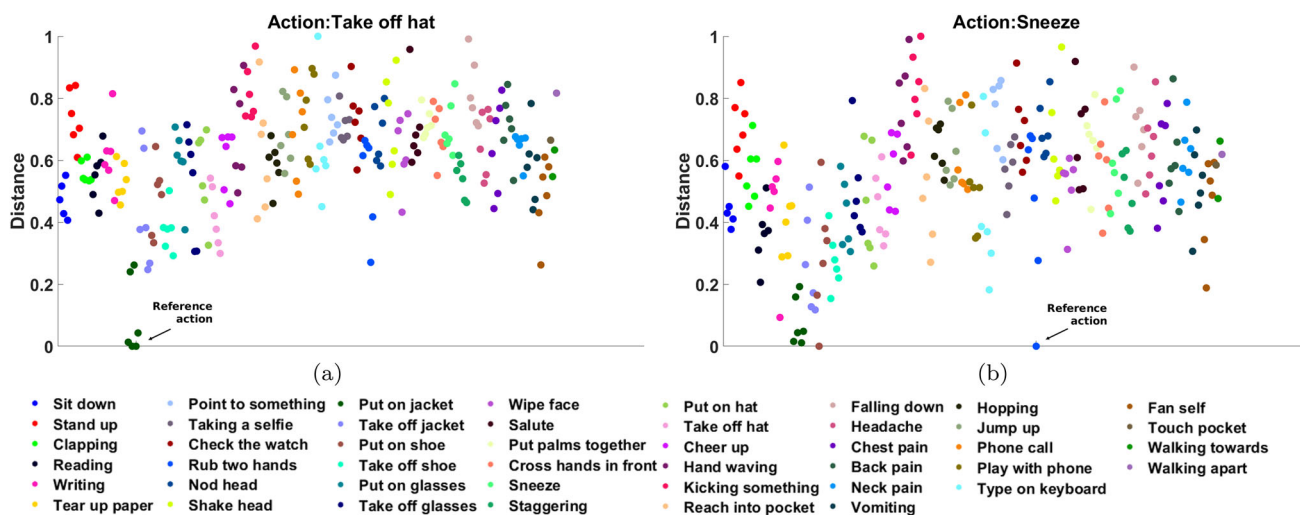 Action:Take off hat
Action:Sneeze
Distance
1
0.8
0.6
0.4
0.2
0
Reference
action
Distance
1
0.8
0.6
0.4
0.2
0
Reference
action
(a)
(b)
Sit down
Stand up
Clapping
Reading
Writing
Tear up paper
Point to something
Taking a selfie
Check the watch
Rub two hands
Nod head
Shake head
Put on jacket
Take off jacket
Put on shoe
Take off shoe
Put on glasses
Take off glasses
Wipe face
Salute
Put palms together
Cross hands in front
Sneeze
Staggering
Put on hat
Take off hat
Cheer up
Hand waving
Kicking something
Reach into pocket
Falling down
Headache
Chest pain
Back pain
Neck pain
Vomiting
Hopping
Jump up
Phone call
Play with phone
Type on keyboard
Fan self
Touch pocket
Walking towards
Walking apart